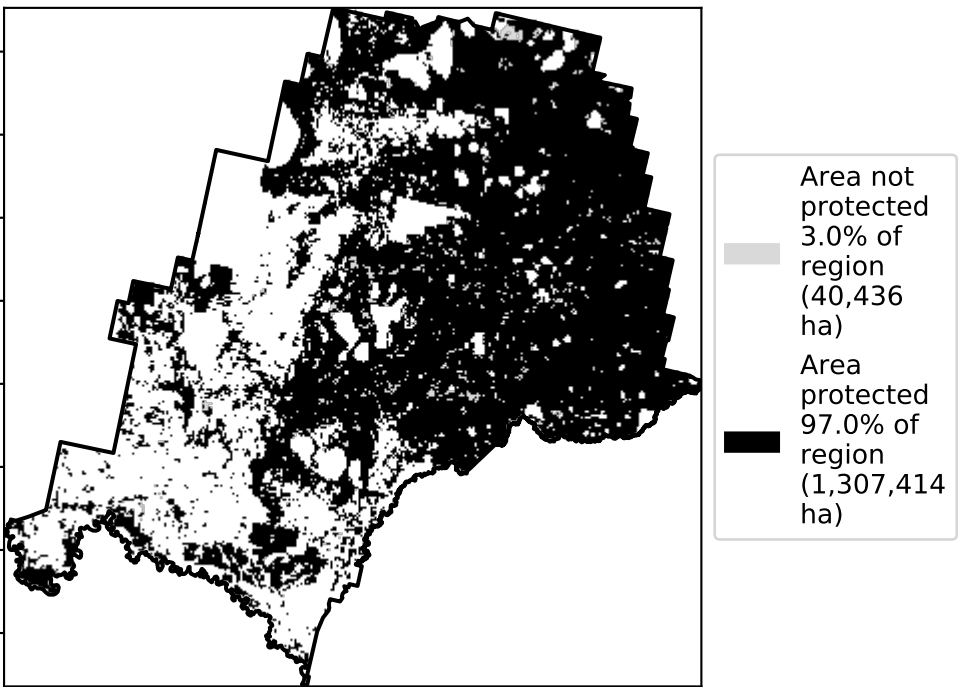 Area not
protected
3.0% of
region
(40,436
ha)
Area
protected
97.0% of
region
(1,307,414
ha)